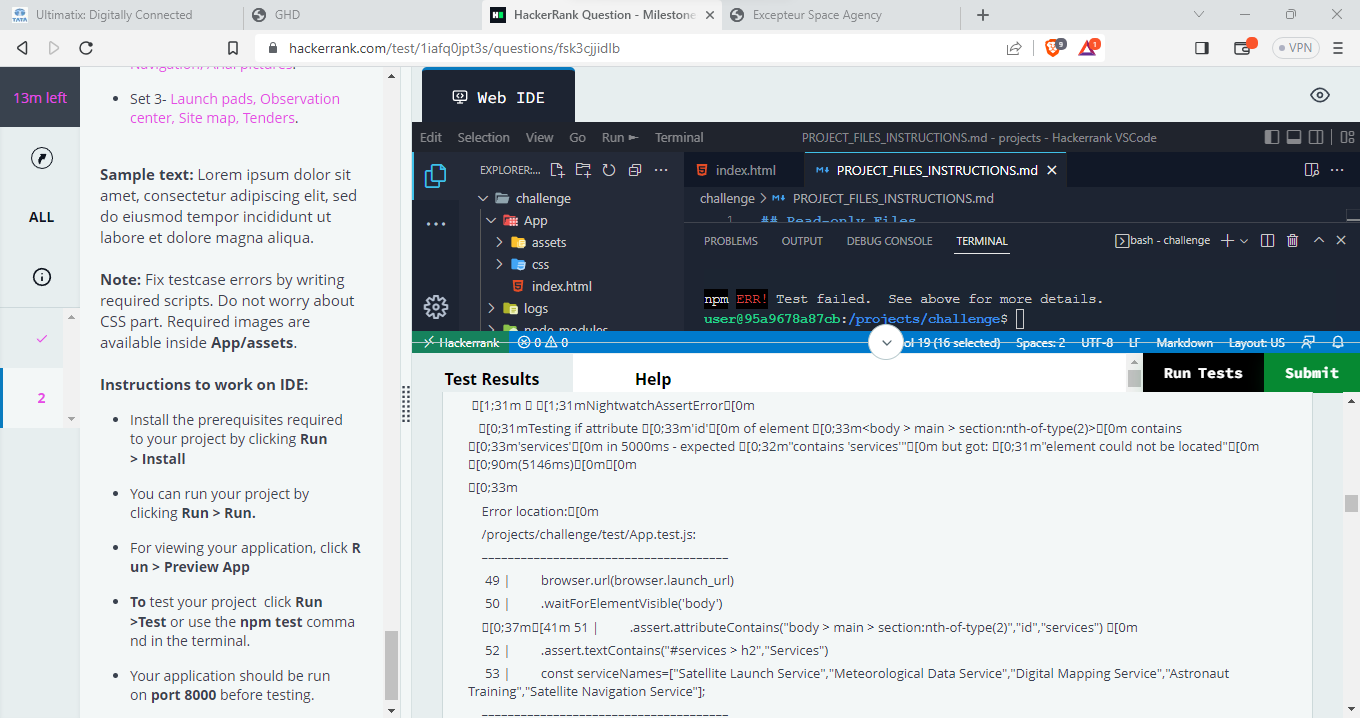 Ultimatix: Digitally Connected
GHD
HackerRank Question - Milestone
Excepteur Space Agency
hackerrank.com/test/1iafq0jpt3s/questions/fsk3cjjidlb
9
1
VPN
13m left
ALL
2
Navigation, Arial pictures.
Set 3- Launch pads, Observation
center, Site map, Tenders.
Sample text: Lorem ipsum dolor sit
amet, consectetur adipiscing elit, sed
do eiusmod tempor incididunt ut
labore et dolore magna aliqua.
Note: Fix testcase errors by writing
required scripts. Do not worry about
CSS part. Required images are
available inside App/assets.
Instructions to work on IDE:
Install the prerequisites required
to your project by clicking Run
> Install
You can run your project by
clicking Run > Run.
For viewing your application, click R
un > Preview App
To test your project click Run
>Test or use the npm test comma
nd in the terminal.
Your application should be run
on port 8000 before testing.
Web IDE
Edit Selection View Go Run Terminal
PROJECT_FILES_INSTRUCTIONS.md - projects - Hackerrank VSCode
EXPLORER:...
challenge
App
assets
css
index.html
logs
node_modules
index.html
PROJECT_FILES_INSTRUCTIONS.md
challenge > PROJECT_FILES_INSTRUCTIONS.md
1 ## Read-only Files
PROBLEMS OUTPUT DEBUG CONSOLE TERMINAL
bash - challenge
npm ERR! Test failed. See above for more details.
user@95a9678a87cb:/projects/challenge$
Hackerrank 0 0 ol 19 (16 selected) Spaces: 2 UTF-8 LF Markdown Layout: US
Test Results Help Run Tests Submit
[1;31m [1;31mNightwatchAssertError[0m
[0;31mTesting if attribute [0;33m'id'[0m of element [0;33m<body > main > section:nth-of-type(2)>[0m contains
[0;33m'services'[0m in 5000ms - expected [0;32m"contains 'services'"[0m but got: [0;31m"element could not be located"[0m
[0;90m(5146ms)[0m[0m
[0;33m
Error location:[0m
/projects/challenge/test/App.test.js:
––––––––––––––––––––––––––––––––––––––
49 | browser.url(browser.launch_url)
50 | .waitForElementVisible('body')
[0;37m[41m 51 | .assert.attributeContains("body > main > section:nth-of-type(2)","id","services") [0m
52 | .assert.textContains("#services > h2","Services")
53 | const serviceNames=["Satellite Launch Service","Meteorological Data Service","Digital Mapping Service","Astronaut
Training","Satellite Navigation Service"];
––––––––––––––––––––––––––––––––––––––